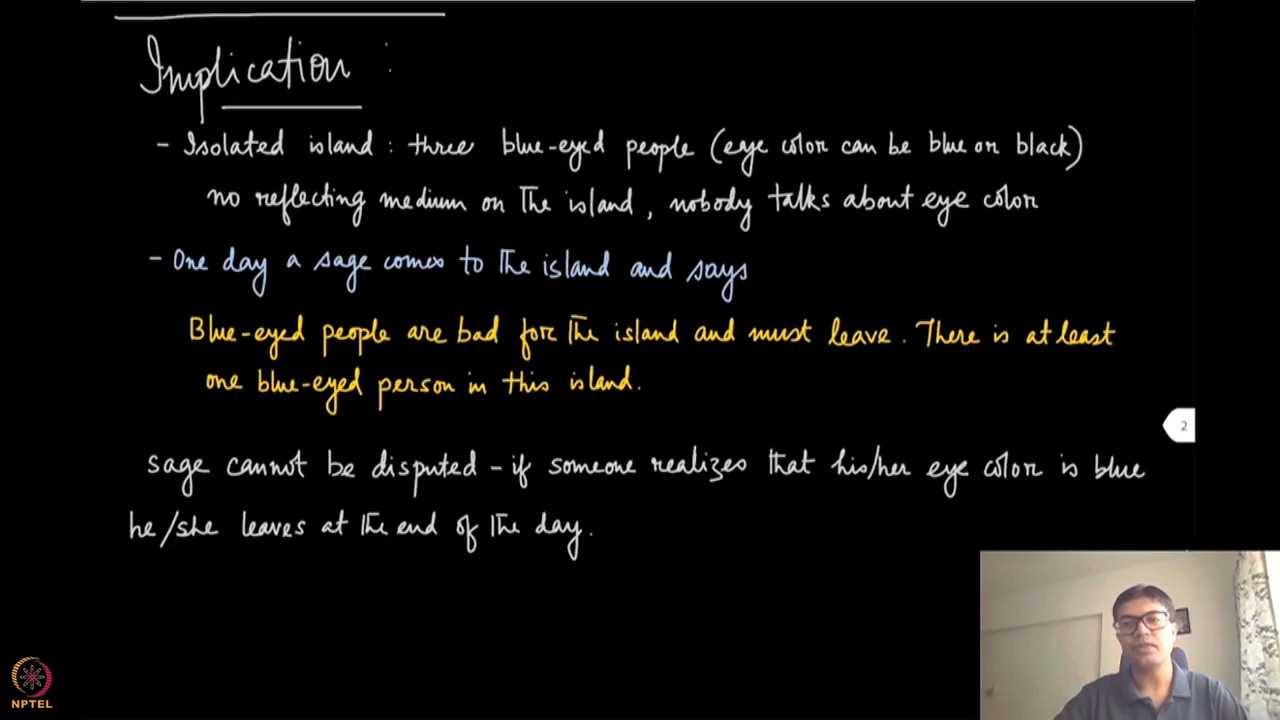 Implication :
- Isolated island : three blue-eyed people (eye color can be blue or black)
no reflecting medium on the island , nobody talks about eye color
- One day a sage comes to the island and says
Blue-eyed people are bad for the island and must leave. There is at least
one blue-eyed person in this island.
2
sage cannot be disputed - if someone realizes that his/her eye color is blue
he/she leaves at the end of the day.
NPTEL